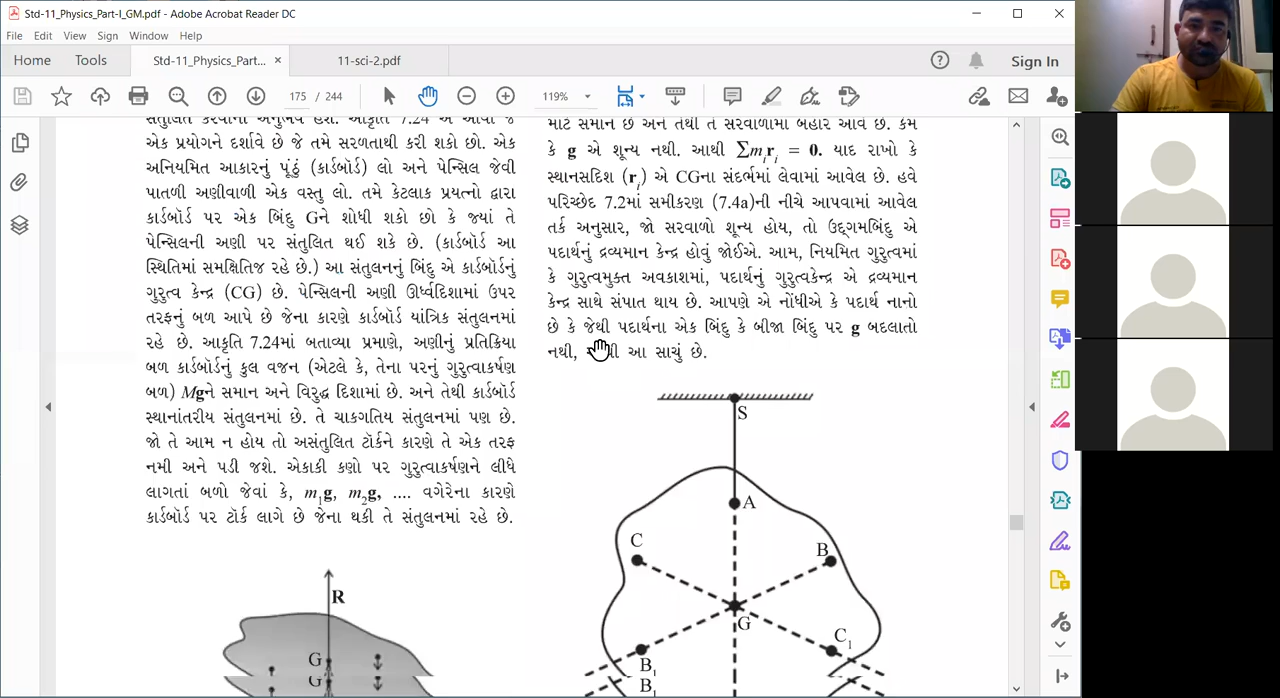 Std-11_Physics_Part-I_GM.pdf - Adobe Acrobat Reader DC
File Edit View Sign Window Help
Home Tools Std-11_Physics_Part... × 11-sci-2.pdf Sign In
175 / 244 119%
એક પ્રયોગને દર્શાવે છે જે તમે સરળતાથી કરી શકો છો. એક
અનિયમિત આકારનું પૂંઠું (કાર્ડબૉર્ડ) લો અને પેન્સિલ જેવી
પાતળી અણીવાળી એક વસ્તુ લો. તમે કેટલાક પ્રયત્નો દ્વારા
કાર્ડબૉર્ડ પર એક બિંદુ Gને શોધી શકો છો કે જ્યાં તે
પેન્સિલની અણી પર સંતુલિત થઈ શકે છે. (કાર્ડબૉર્ડ આ
સ્થિતિમાં સમક્ષિતિજ રહે છે.) આ સંતુલનનું બિંદુ એ કાર્ડબૉર્ડનું
ગુરુત્વ કેન્દ્ર (CG) છે. પેન્સિલની અણી ઊર્ધ્વદિશામાં ઉપર
તરફનું બળ આપે છે જેના કારણે કાર્ડબૉર્ડ યાંત્રિક સંતુલનમાં
રહે છે. આકૃતિ 7.24માં બતાવ્યા પ્રમાણે, અણીનું પ્રતિક્રિયા
બળ કાર્ડબૉર્ડનું કુલ વજન (એટલે કે, તેના પરનું ગુરુત્વાકર્ષણ
બળ) Mgને સમાન અને વિરુદ્ધ દિશામાં છે. અને તેથી કાર્ડબૉર્ડ
સ્થાનાંતરીય સંતુલનમાં છે. તે ચાકગતિય સંતુલનમાં પણ છે.
જો તે આમ ન હોય તો અસંતુલિત ટૉર્કને કારણે તે એક તરફ
નમી અને પડી જશે. એકાકી કણો પર ગુરુત્વાકર્ષણને લીધે
લાગતાં બળો જેવાં કે, m₁g, m₂g, .... વગેરેના કારણે
કાર્ડબૉર્ડ પર ટૉર્ક લાગે છે જેના થકી તે સંતુલનમાં રહે છે.
R
G
G
માટે સમાન છે અને તેથી તે સરવાળામાં બહાર આવે છે. કેમ
કે g એ શૂન્ય નથી. આથી ∑mᵢrᵢ = 0. યાદ રાખો કે
સ્થાનસદિશ (rᵢ) એ CGના સંદર્ભમાં લેવામાં આવેલ છે. હવે
પરિચ્છેદ 7.2માં સમીકરણ (7.4a)ની નીચે આપવામાં આવેલ
તર્ક અનુસાર, જો સરવાળો શૂન્ય હોય, તો ઉદ્‌ગમબિંદુ એ
પદાર્થનું દ્રવ્યમાન કેન્દ્ર હોવું જોઈએ. આમ, નિયમિત ગુરુત્વમાં
કે ગુરુત્વમુક્ત અવકાશમાં, પદાર્થનું ગુરુત્વકેન્દ્ર એ દ્રવ્યમાન
કેન્દ્ર સાથે સંપાત થાય છે. આપણે એ નોંધીએ કે પદાર્થ નાનો
છે કે જેથી પદાર્થના એક બિંદુ કે બીજા બિંદુ પર g બદલાતો
નથી, આ સાચું છે.
S
A
C B
G
C₁
B₁
B₁